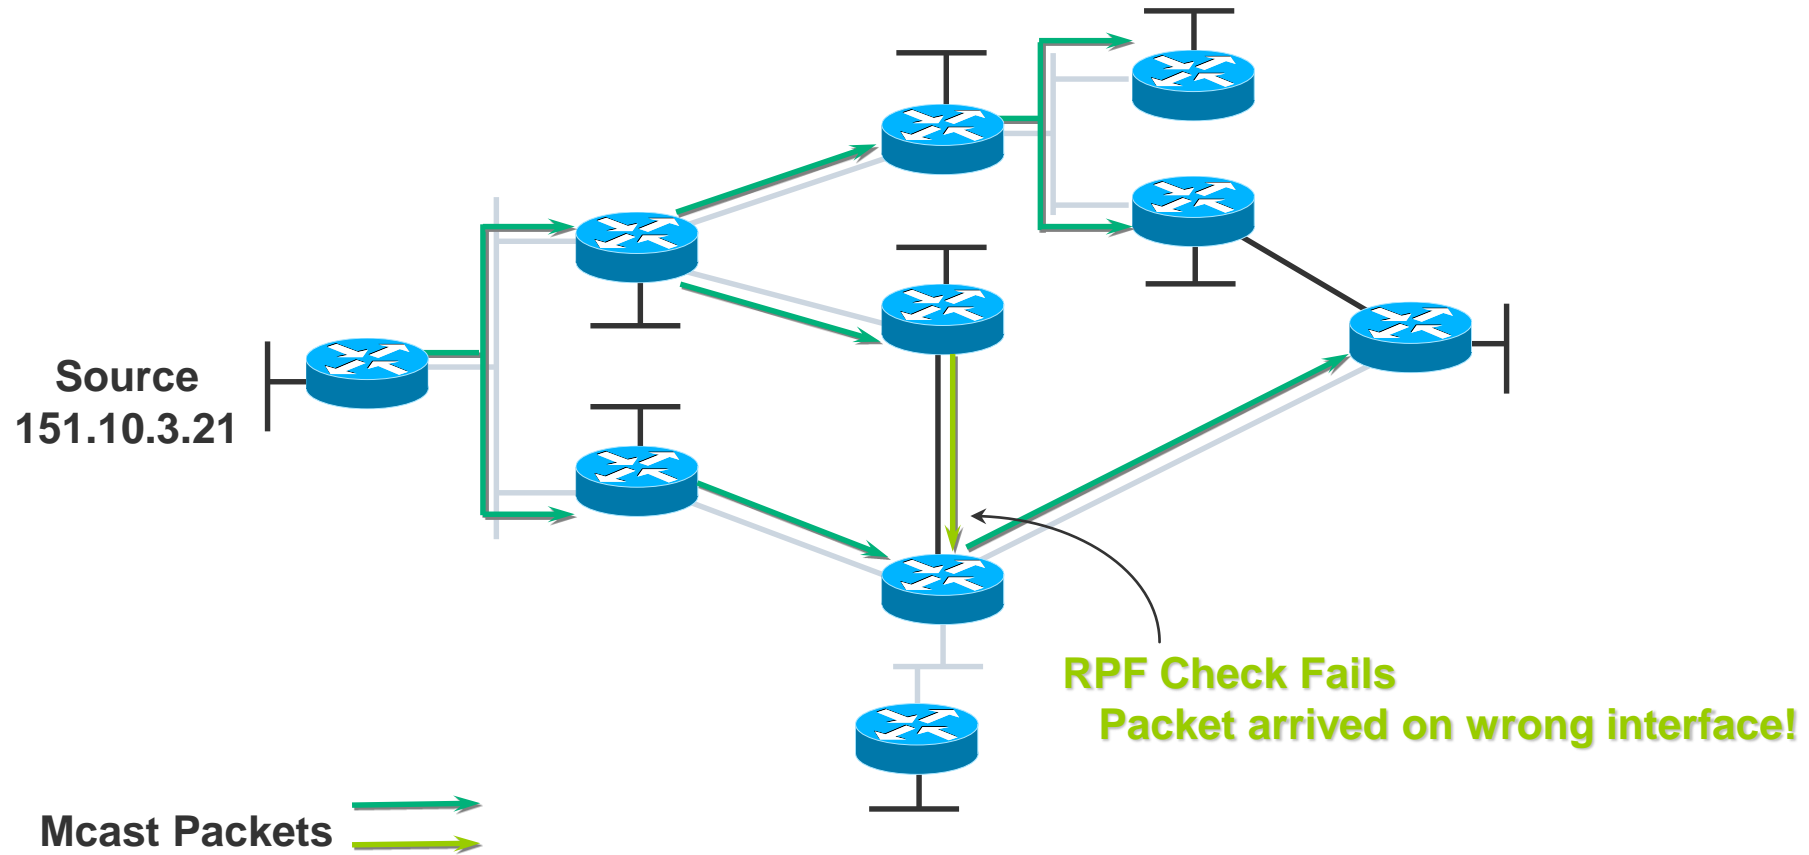 Source
151.10.3.21
RPF Check Fails
Packet arrived on wrong interface!
Mcast Packets